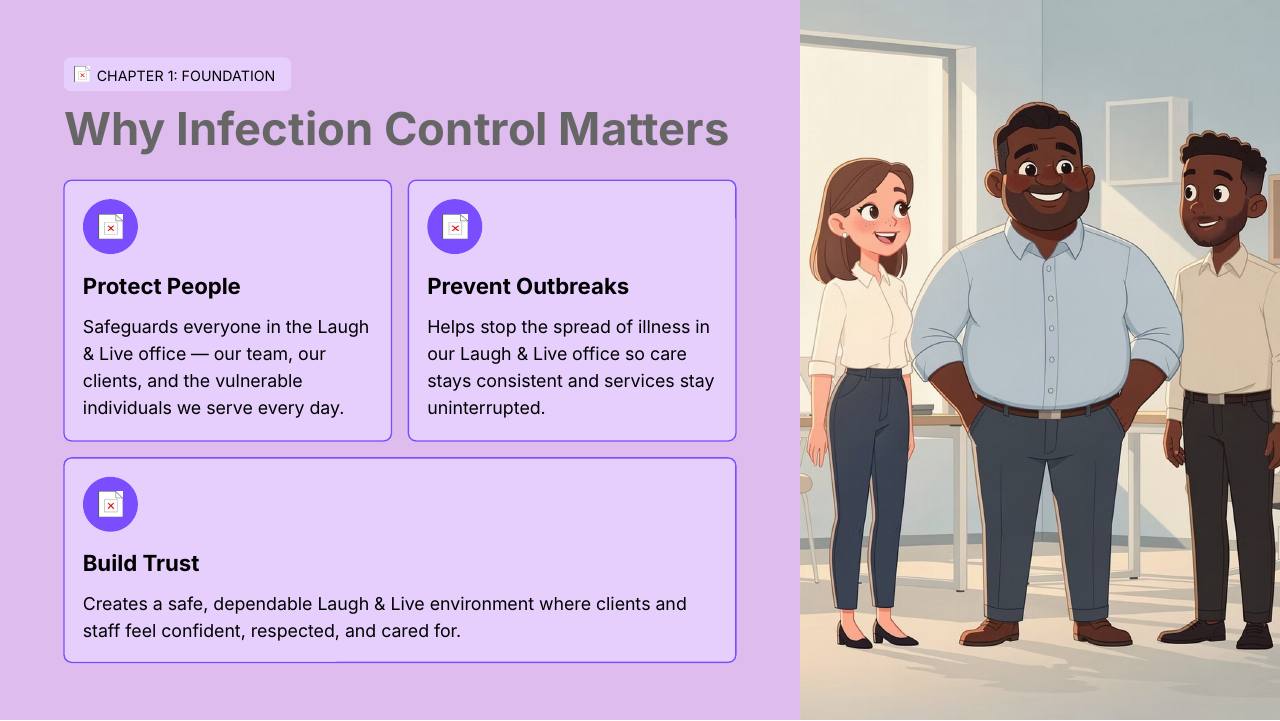 CHAPTER 1: FOUNDATION
Why Infection Control Matters
Protect People
Safeguards everyone in the Laugh
& Live office — our team, our
clients, and the vulnerable
individuals we serve every day.
Prevent Outbreaks
Helps stop the spread of illness in
our Laugh & Live office so care
stays consistent and services stay
uninterrupted.
Build Trust
Creates a safe, dependable Laugh & Live environment where clients and
staff feel confident, respected, and cared for.